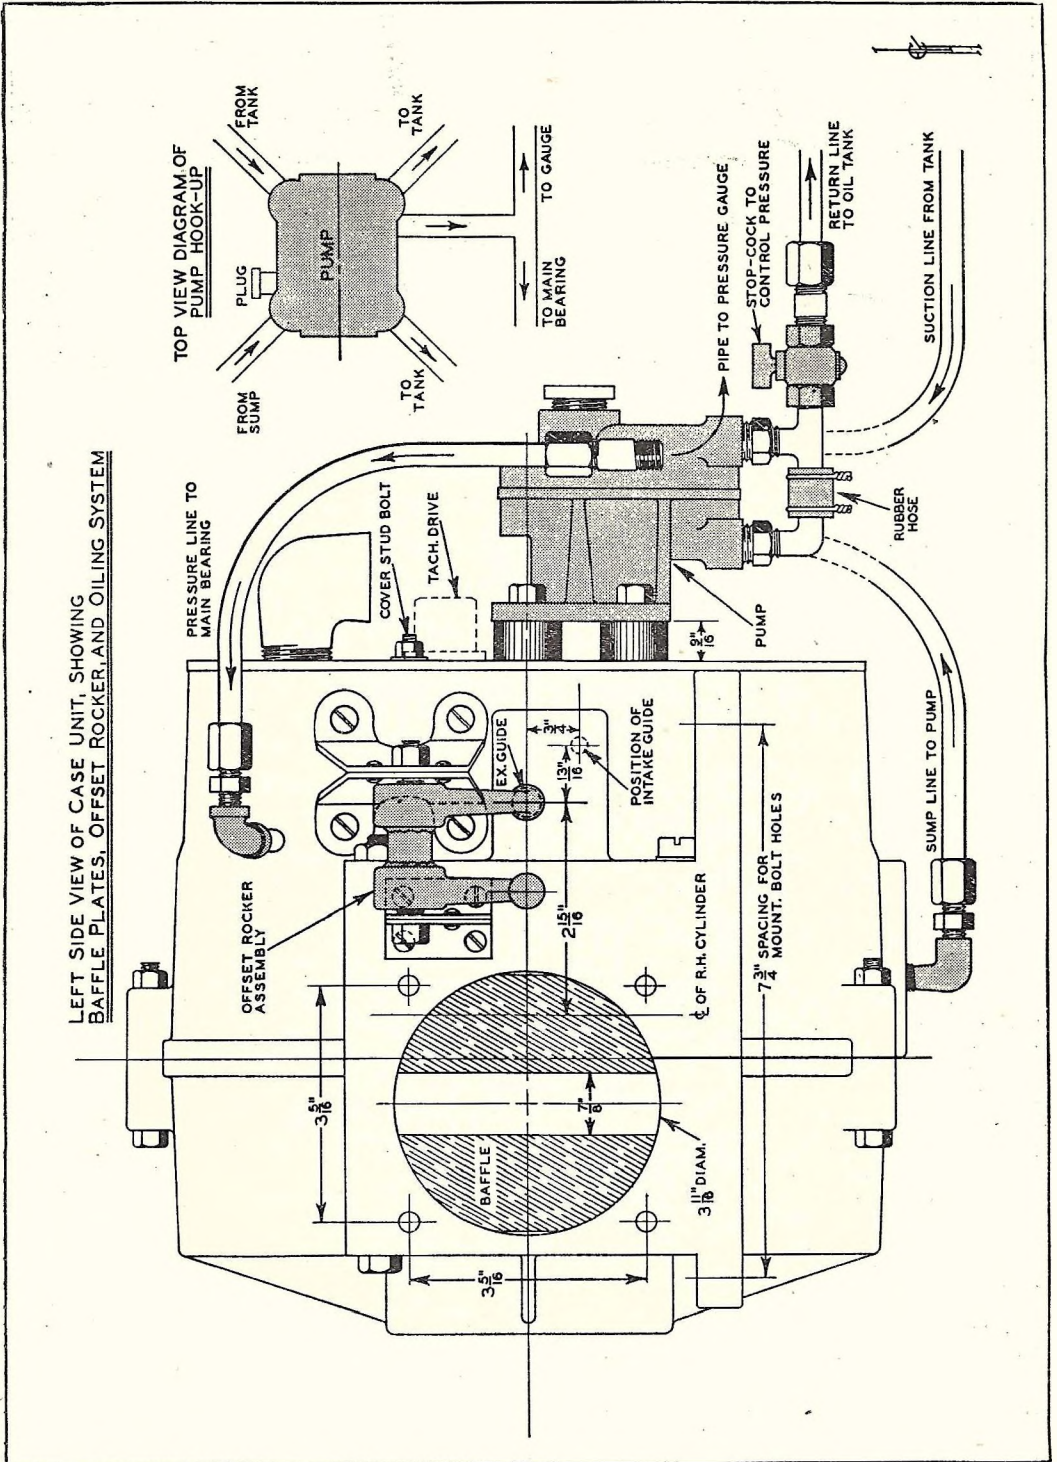 LEFT SIDE VIEW OF CASE UNIT, SHOWING
BAFFLE PLATES, OFFSET ROCKER, AND OILING SYSTEM
TOP VIEW DIAGRAM OF
PUMP HOOK-UP
FROM
SUMP
PLUG
FROM
TANK
PUMP
TO
TANK
TO
TANK
TO MAIN
BEARING
TO GAUGE
PRESSURE LINE TO
MAIN BEARING
COVER STUD BOLT
TACH. DRIVE
OFFSET ROCKER
ASSEMBLY
EX. GUIDE
3/4"
13/16"
POSITION OF
INTAKE GUIDE
2 15/16"
9/16"
PUMP
PIPE TO PRESSURE GAUGE
STOP-COCK TO
CONTROL PRESSURE
RETURN LINE
TO OIL TANK
RUBBER
HOSE
SUCTION LINE FROM TANK
3 5/16"
7/8"
BAFFLE
3 5/16"
3 11/16" DIAM.
℄ OF R.H. CYLINDER
7 3/4" SPACING FOR
MOUNT. BOLT HOLES
SUMP LINE TO PUMP